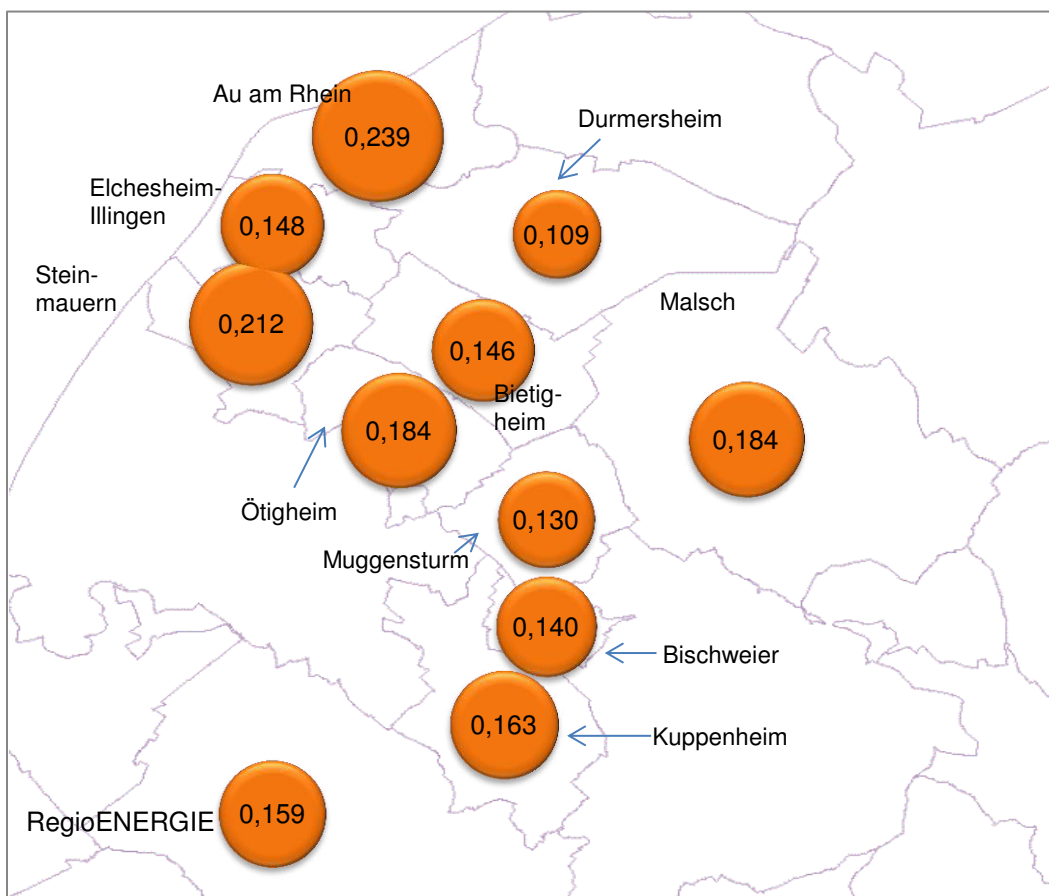 Au am Rhein
0,239
Durmersheim
Elchesheim-
Illingen
0,148
0,109
Stein-
mauern
0,212
Malsch
0,146
Bietig-
heim
0,184
0,184
Ötigheim
0,130
Muggensturm
0,140
Bischweier
0,163
Kuppenheim
RegioENERGIE
0,159